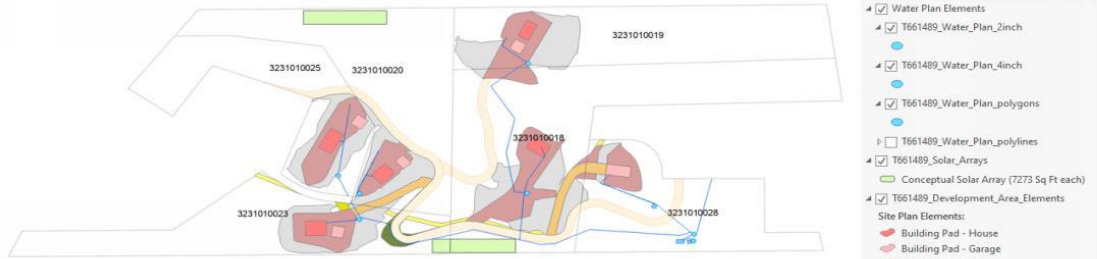 3231010019
3231010025
3231010020
3231010018
3231010023
3231010028
Water Plan Elements
T661489_Water_Plan_2inch
T661489_Water_Plan_4inch
T661489_Water_Plan_polygons
T661489_Water_Plan_polylines
T661489_Solar_Arrays
Conceptual Solar Array (7273 Sq Ft each)
T661489_Development_Area_Elements
Site Plan Elements:
Building Pad - House
Building Pad - Garage